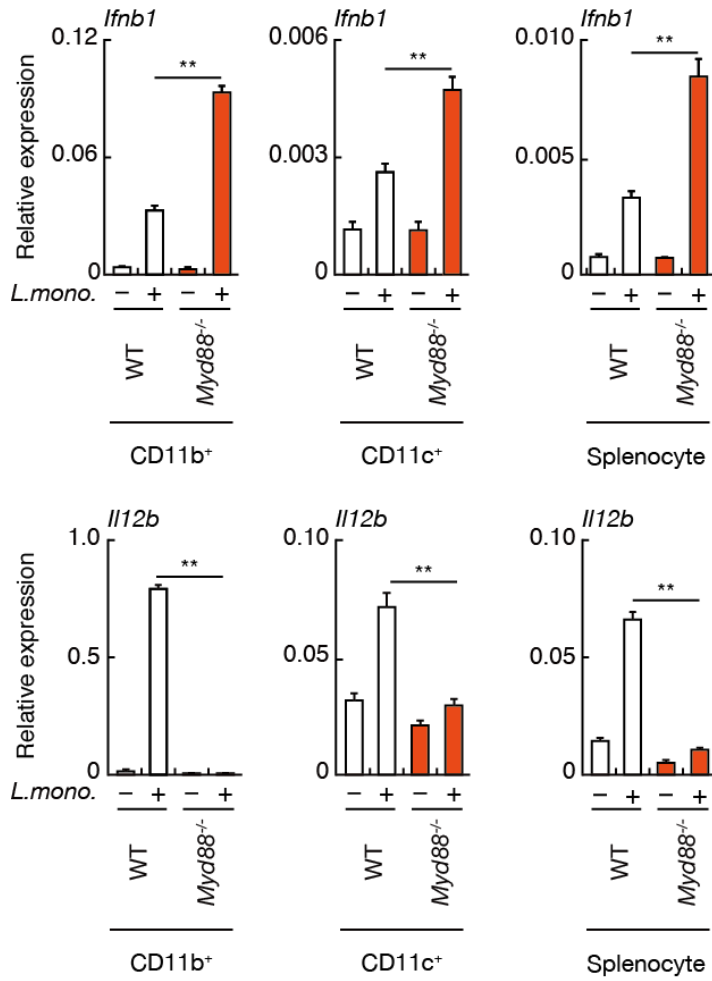 Ifnb1 Ifnb1 Ifnb1
0.12 0.006 0.010
** ** **
Relative expression
0.06 0.003 0.005
0 0 0
L.mono. − + − + − + − + − + − +
WT Myd88-/- WT Myd88-/- WT Myd88-/-
CD11b+ CD11c+ Splenocyte
Il12b Il12b Il12b
1.0 0.10 0.10
** ** **
Relative expression
0.5 0.05 0.05
0 0 0
L.mono. − + − + − + − + − + − +
WT Myd88-/- WT Myd88-/- WT Myd88-/-
CD11b+ CD11c+ Splenocyte